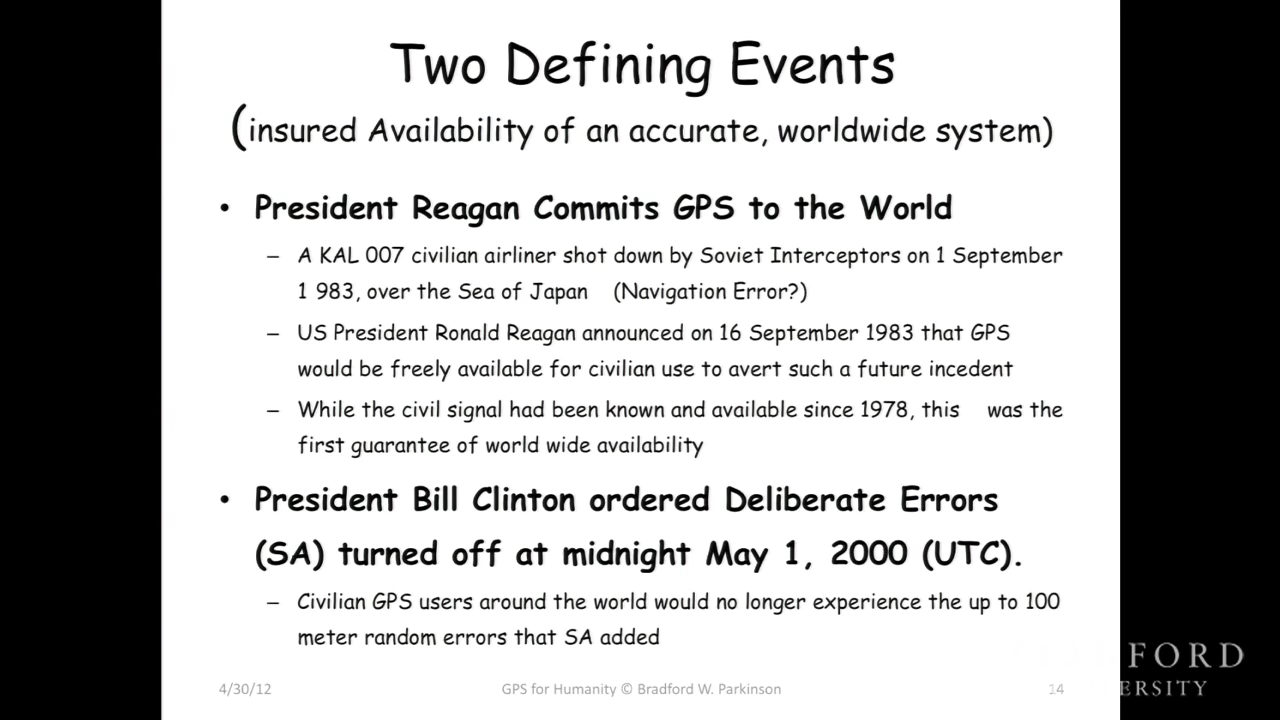 Two Defining Events
(insured Availability of an accurate, worldwide system)
• President Reagan Commits GPS to the World
– A KAL 007 civilian airliner shot down by Soviet Interceptors on 1 September
1 983, over the Sea of Japan (Navigation Error?)
– US President Ronald Reagan announced on 16 September 1983 that GPS
would be freely available for civilian use to avert such a future incedent
– While the civil signal had been known and available since 1978, this was the
first guarantee of world wide availability
• President Bill Clinton ordered Deliberate Errors
(SA) turned off at midnight May 1, 2000 (UTC).
– Civilian GPS users around the world would no longer experience the up to 100
meter random errors that SA added
4/30/12 GPS for Humanity © Bradford W. Parkinson 14